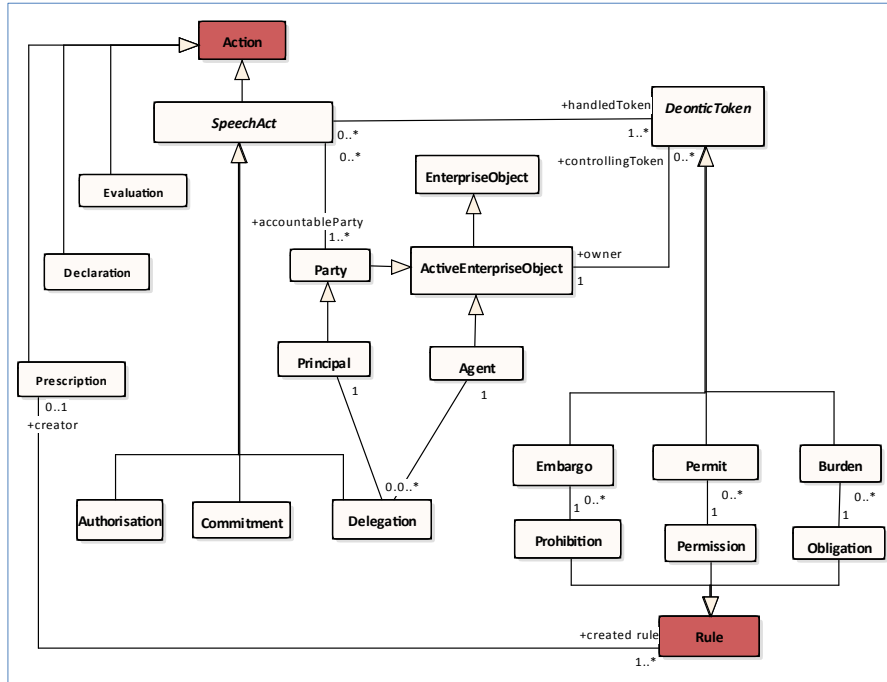 Action
+handledToken
DeonticToken
SpeechAct
0..*
1..*
0..*
+controllingToken
0..*
EnterpriseObject
Evaluation
+accountableParty
1..*
+owner
Declaration
Party
ActiveEnterpriseObject
1
Principal
Agent
Prescription
1
1
0..1
+creator
Embargo
Permit
Burden
0.0..*
0..*
0..*
0..*
Authorisation
Commitment
Delegation
1
1
1
Prohibition
Permission
Obligation
+created rule
Rule
1..*